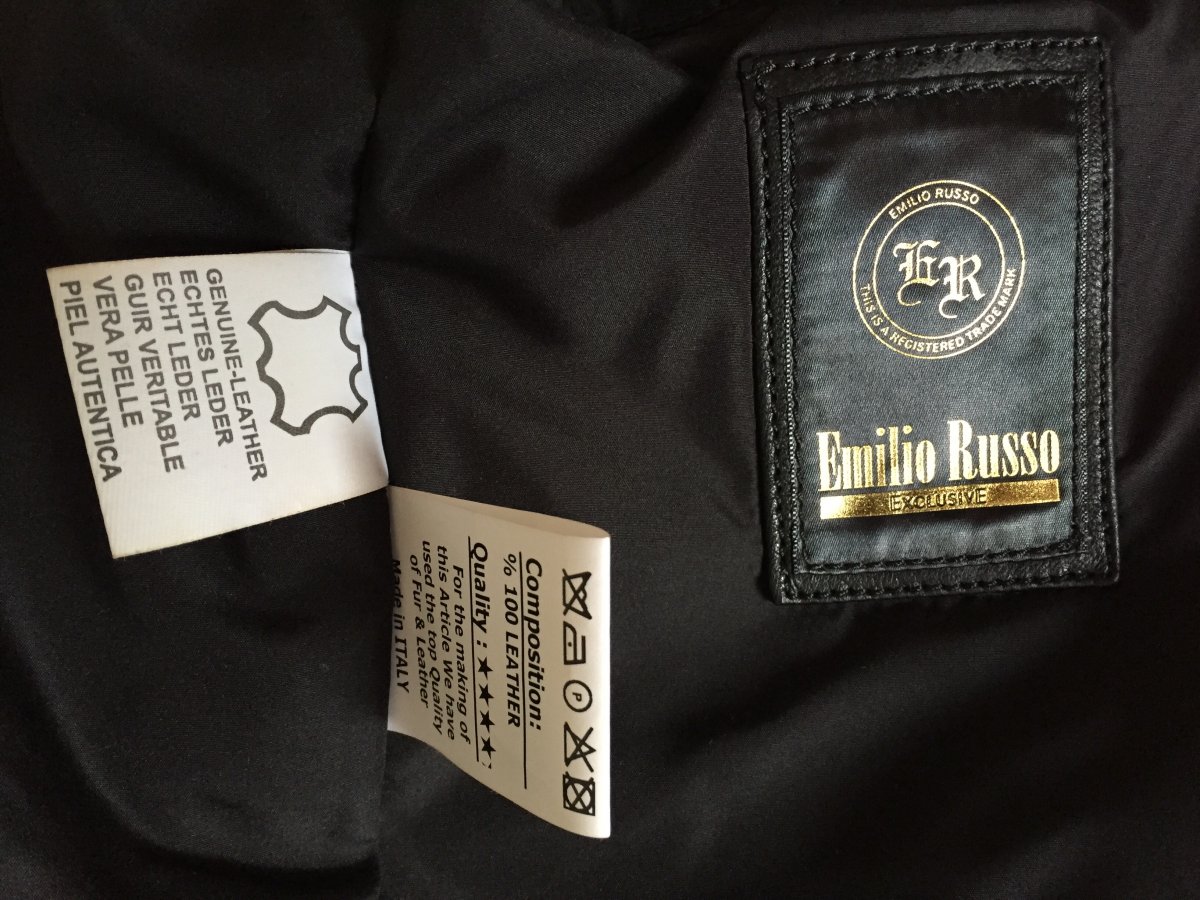 GENUINE-LEATHER
ECHTES LEDER
ECHT LEDER
GUIR VERITABLE
VERA PELLE
PIEL AUTENTICA
P
Composition:
% 100 LEATHER
Quality : ★ ★ ★ ★ ★
For the making of
this Article We have
used the top Quality
of Fur & Leather
Made in ITALY
EMILIO RUSSO
ER
THIS IS A REGISTERED TRADE MARK
Emilio Russo
EXCLUSIVE